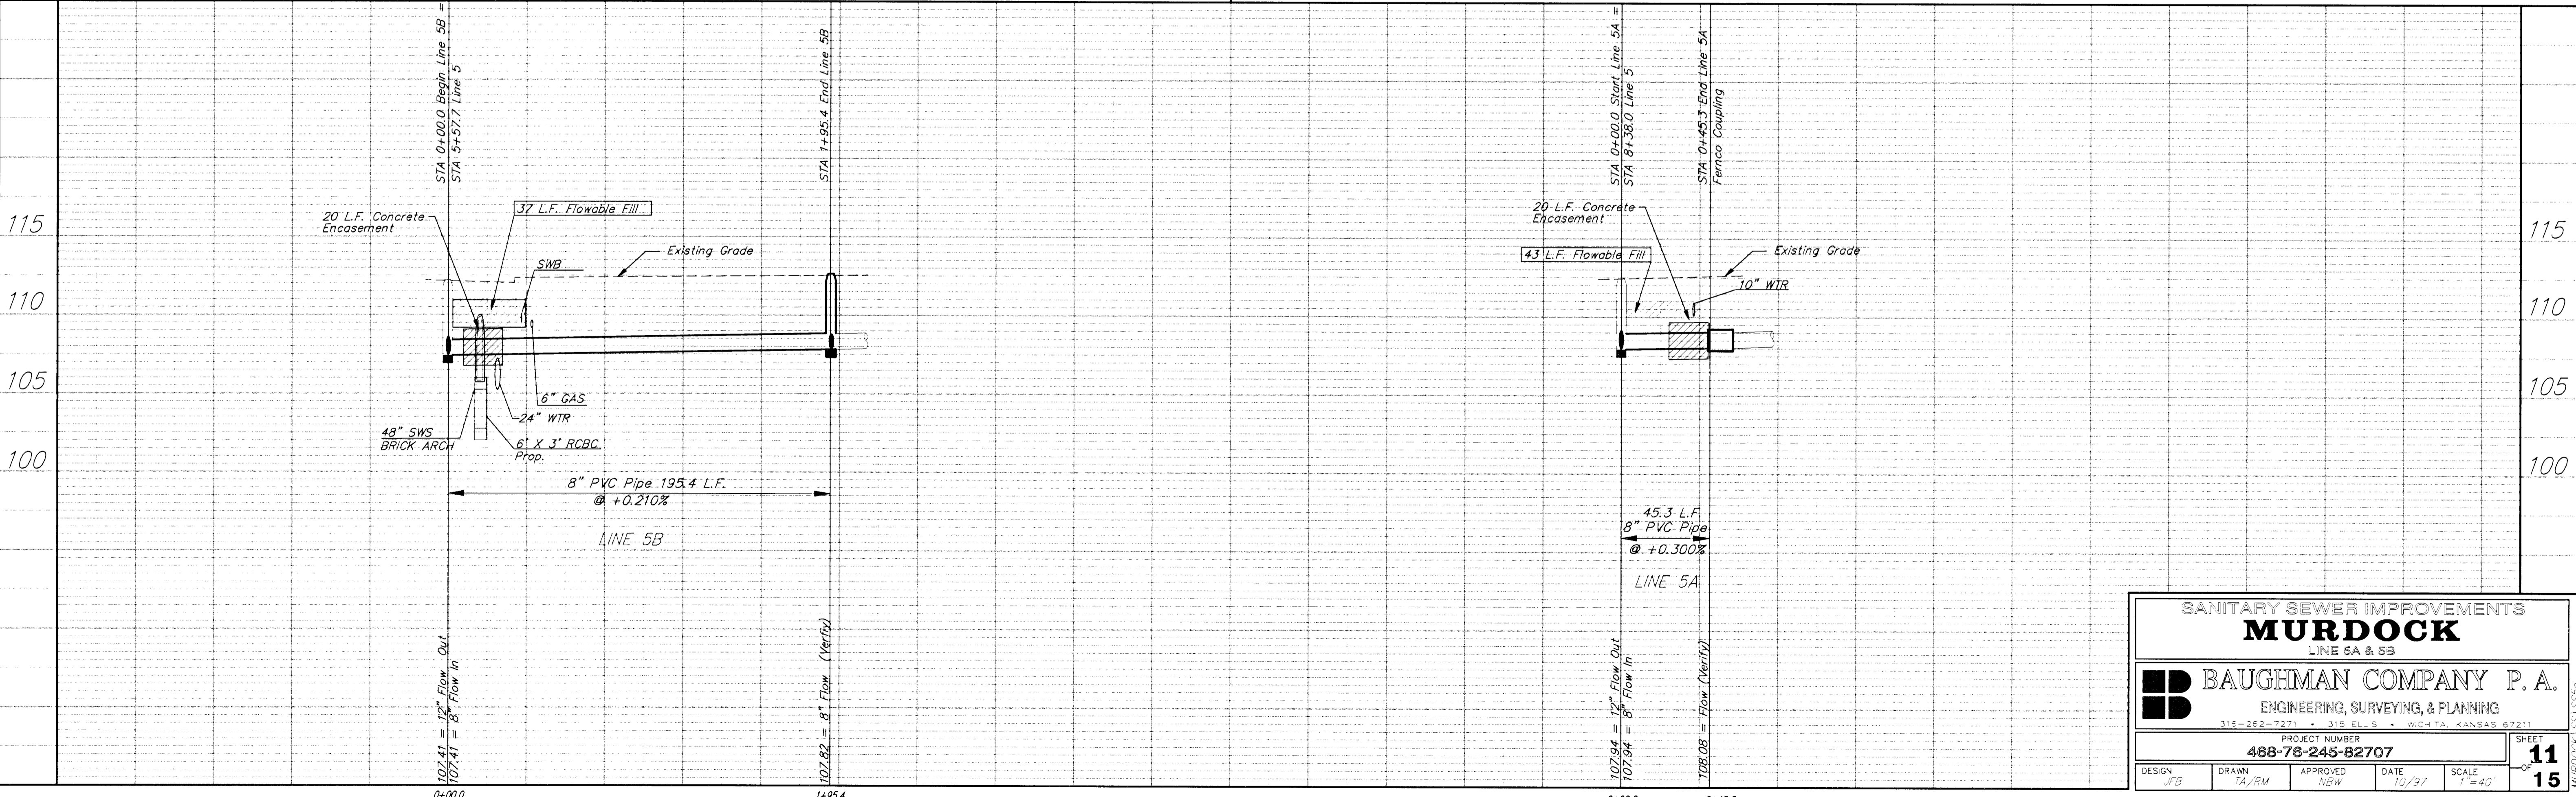 STA 0+00.0 Begin Line 5B =
STA 5+57.7 Line 5
STA 1+95.4 End Line 5B
STA 0+00.0 Start Line 5A =
STA 8+38.0 Line 5
STA 0+45.3 End Line 5A
Fernco Coupling
115
110
105
100
115
110
105
100
20 L.F. Concrete
Encasement
37 L.F. Flowable Fill
SWB
Existing Grade
6" GAS
24" WTR
48" SWS
BRICK ARCH
6' X 3' RCBC
Prop.
8" PVC Pipe 195.4 L.F.
@ +0.210%
LINE 5B
20 L.F. Concrete
Encasement
43 L.F. Flowable Fill
Existing Grade
10" WTR
45.3 L.F.
8" PVC Pipe
@ +0.300%
LINE 5A
107.41 = 12" Flow Out
107.41 = 8" Flow In
107.82 = 8" Flow (Verfiy)
107.94 = 12" Flow Out
107.94 = 8" Flow In
108.08 = Flow (Verify)
0+00.0
1+95.4
SANITARY SEWER IMPROVEMENTS
MURDOCK
LINE 5A & 5B
BAUGHMAN COMPANY P. A.
ENGINEERING, SURVEYING, & PLANNING
316-262-7271 • 315 ELLIS • WICHITA, KANSAS 67211
PROJECT NUMBER
468-76-245-82707
SHEET
11
OF
15
DESIGN
JFB
DRAWN
TA/RM
APPROVED
NBW
DATE
10/97
SCALE
1"=40'